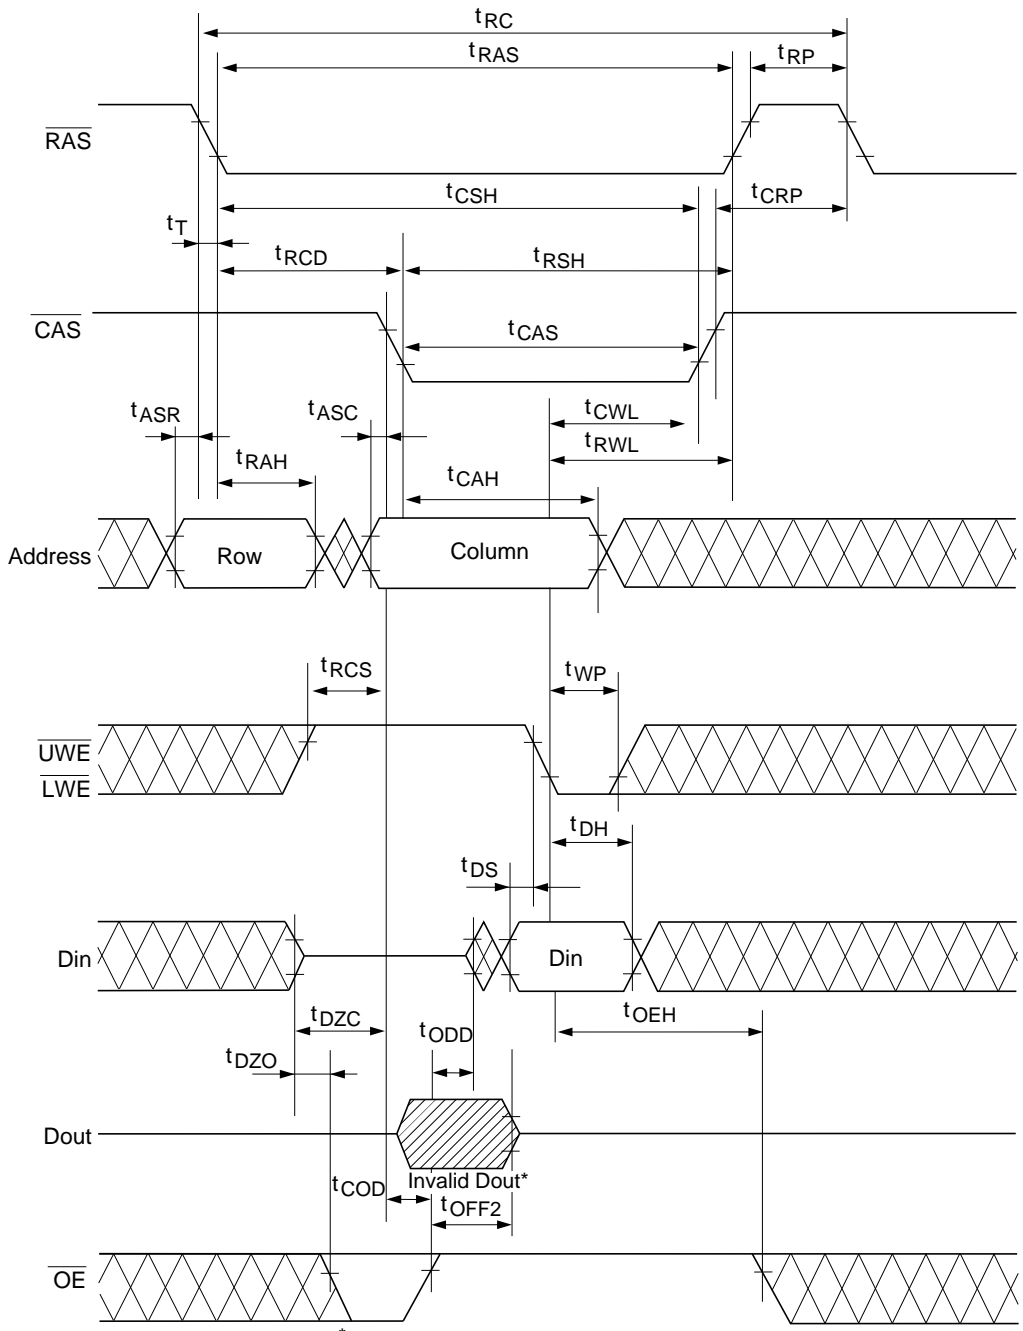 tRC
tRAS
tRP
RAS
tCSH
tCRP
tT
tRCD
tRSH
CAS
tCAS
tASR
tASC
tCWL
tRWL
tRAH
tCAH
Address
Row
Column
tRCS
tWP
UWE
LWE
tDH
tDS
Din
Din
tDZC
tODD
tOEH
tDZO
Dout
Invalid Dout*
tCOD
tOFF2
OE
*